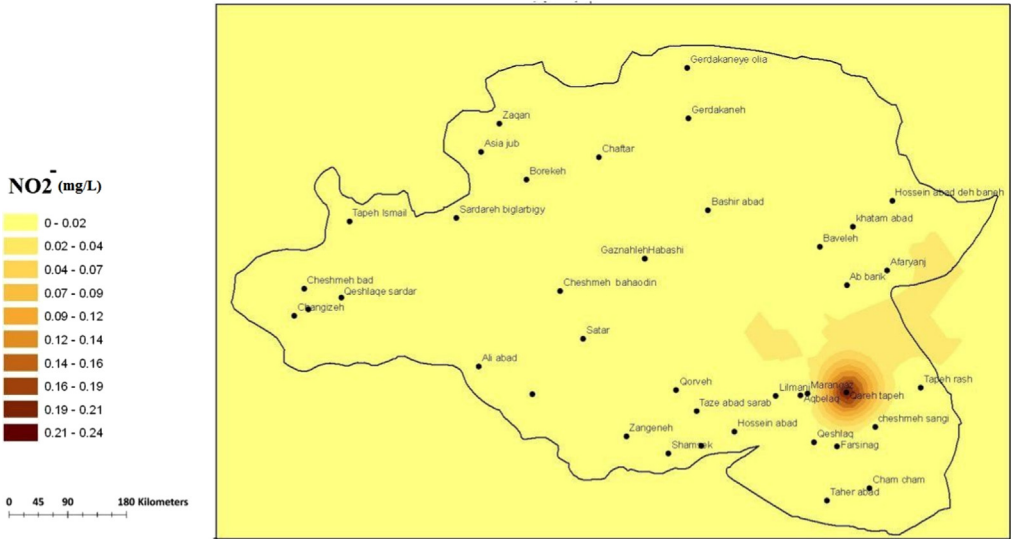 Gerdakaneye olia
Gerdakaneh
Zaqan
Asia jub
Chaftar
Borekeh
Hossein abad deh baneh
Bashir abad
Tapeh Ismail
Sardareh biglarbigy
khatam abad
Baveleh
GaznahlehHabashi
Afaryanj
Ab barik
Cheshmeh bad
Cheshmeh bahaodin
Qeshlaqe sardar
Changizeh
Satar
Ali abad
Qorveh
Lilmani
Tapeh rash
Aqbelaq
Qareh tapeh
Taze abad sarab
cheshmeh sangi
Hossein abad
Zangeneh
Qeshlaq
Farsinag
Cham cham
Taher abad
NO2- (mg/L)
0 - 0.02
0.02 - 0.04
0.04 - 0.07
0.07 - 0.09
0.09 - 0.12
0.12 - 0.14
0.14 - 0.16
0.16 - 0.19
0.19 - 0.21
0.21 - 0.24
0 45 90 180 Kilometers